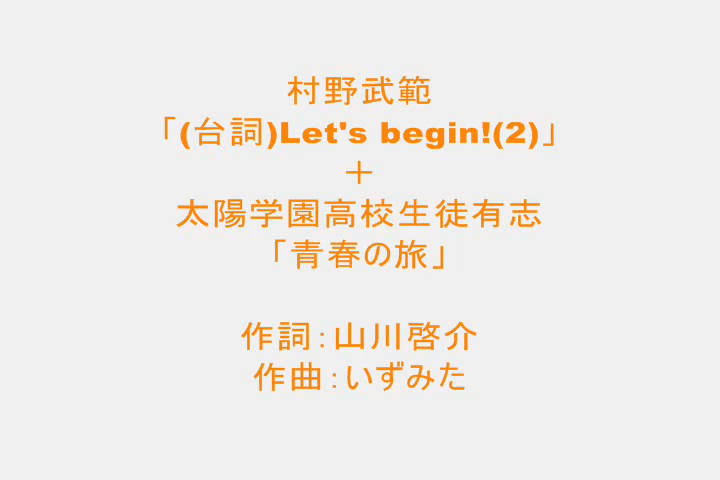 村野武範
「(台詞)Let's begin!(2)」
＋
太陽学園高校生徒有志
「青春の旅」
作詞：山川啓介
作曲：いずみたく